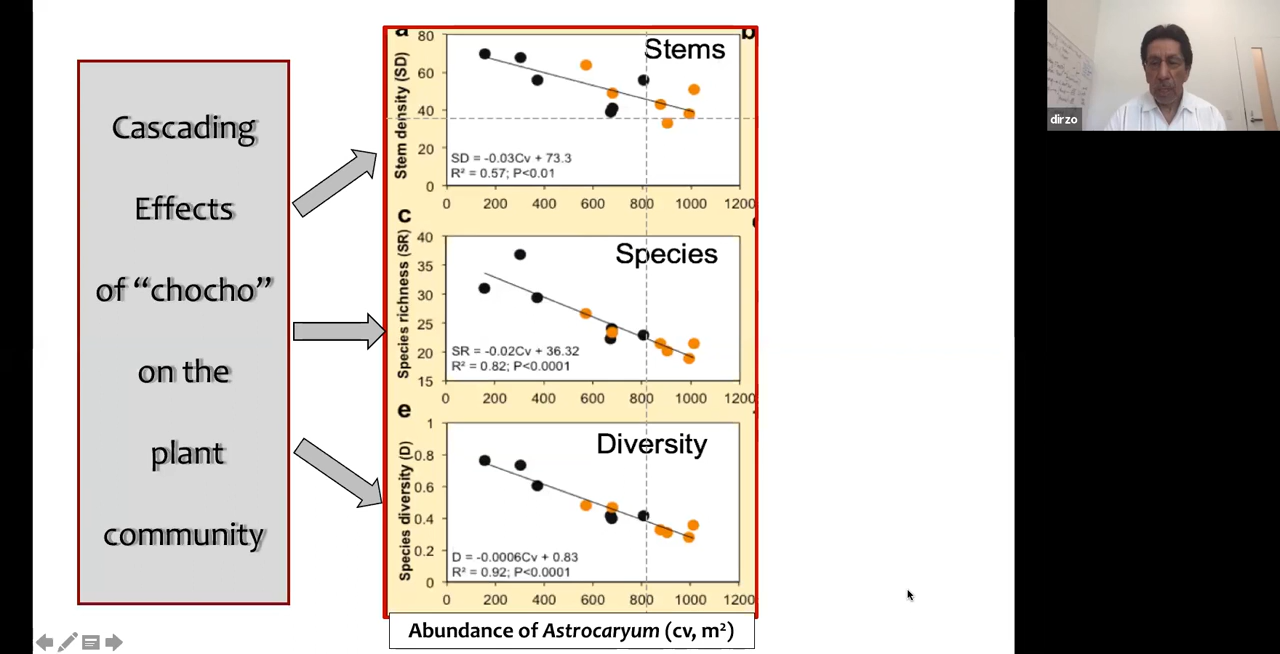 Cascading
Effects
of “chocho”
on the
plant
community
a
b
Stems
Stem density (SD)
80
60
40
20
0
SD = -0.03Cv + 73.3
R² = 0.57; P<0.01
0 200 400 600 800 1000 1200
c
Species
Species richness (SR)
40
35
30
25
20
15
SR = -0.02Cv + 36.32
R² = 0.82; P<0.0001
0 200 400 600 800 1000 1200
e
Diversity
Species diversity (D)
1
0.8
0.6
0.4
0.2
0
D = -0.0006Cv + 0.83
R² = 0.92; P<0.0001
0 200 400 600 800 1000 1200
Abundance of Astrocaryum (cv, m²)
dirzo